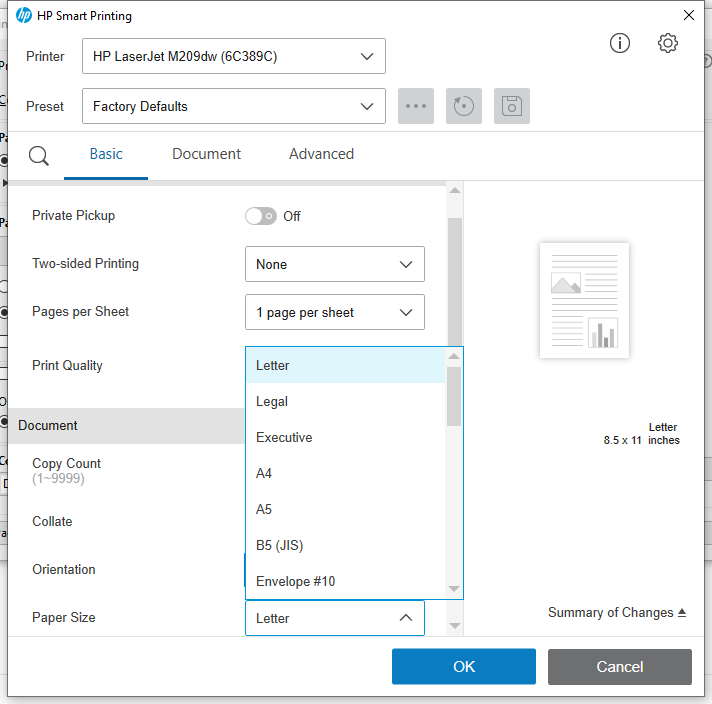 HP Smart Printing
Printer
HP LaserJet M209dw (6C389C)
Preset
Factory Defaults
Basic
Document
Advanced
Private Pickup
Off
Two-sided Printing
None
Pages per Sheet
1 page per sheet
Print Quality
Letter
Legal
Executive
A4
A5
B5 (JIS)
Envelope #10
Document
Copy Count
(1~9999)
Collate
Orientation
Paper Size
Letter
Letter
8.5 x 11 inches
Summary of Changes
OK
Cancel